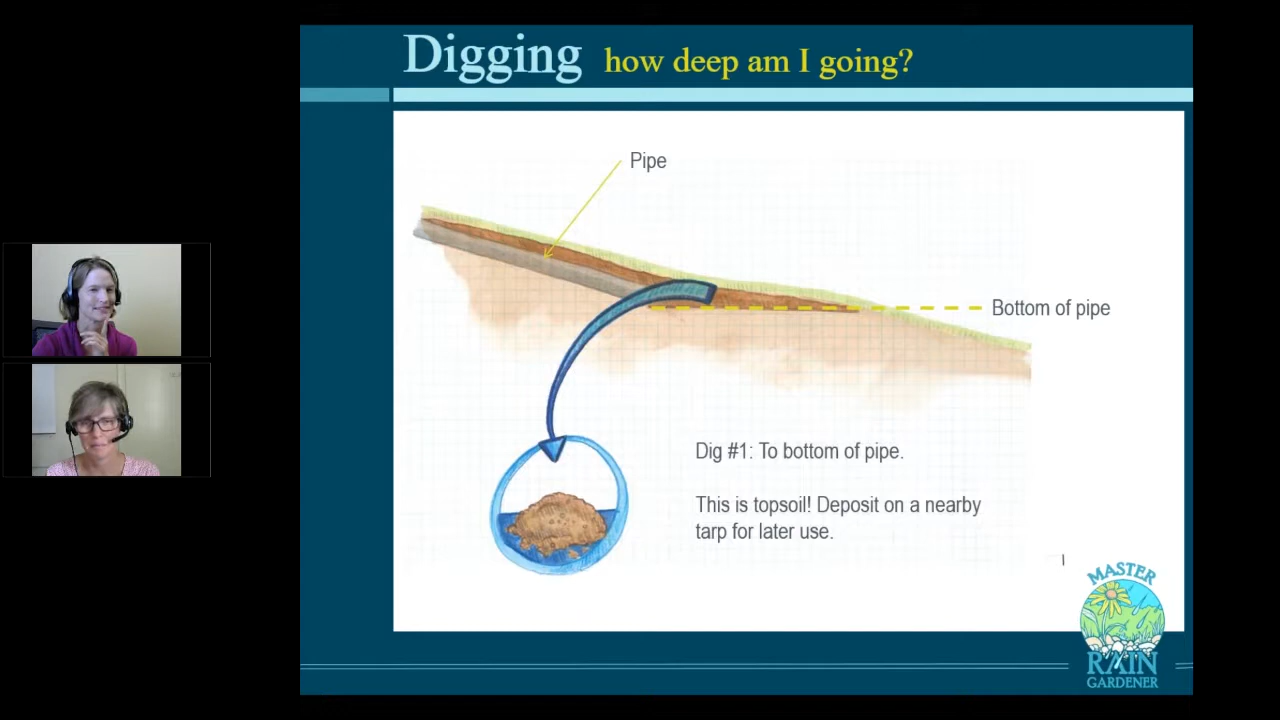 Digging how deep am I going?
Pipe
Bottom of pipe
Dig #1: To bottom of pipe.
This is topsoil! Deposit on a nearby
tarp for later use.
MASTER
RAIN
GARDENER